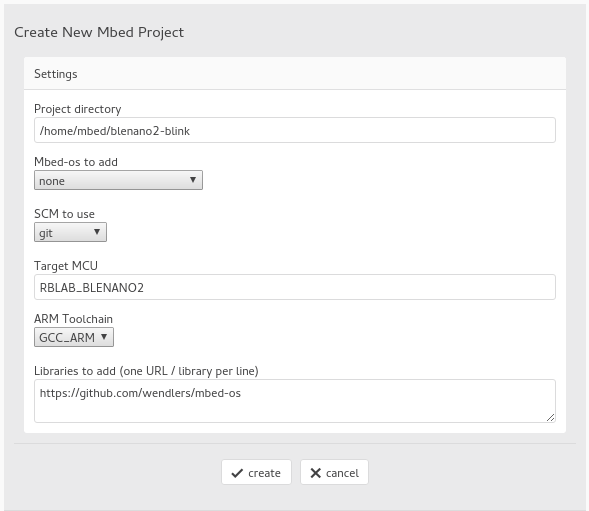 Create New Mbed Project
Settings
Project directory
/home/mbed/blenano2-blink
Mbed-os to add
none
SCM to use
git
Target MCU
RBLAB_BLENANO2
ARM Toolchain
GCC_ARM
Libraries to add (one URL / library per line)
https://github.com/wendlers/mbed-os
create cancel